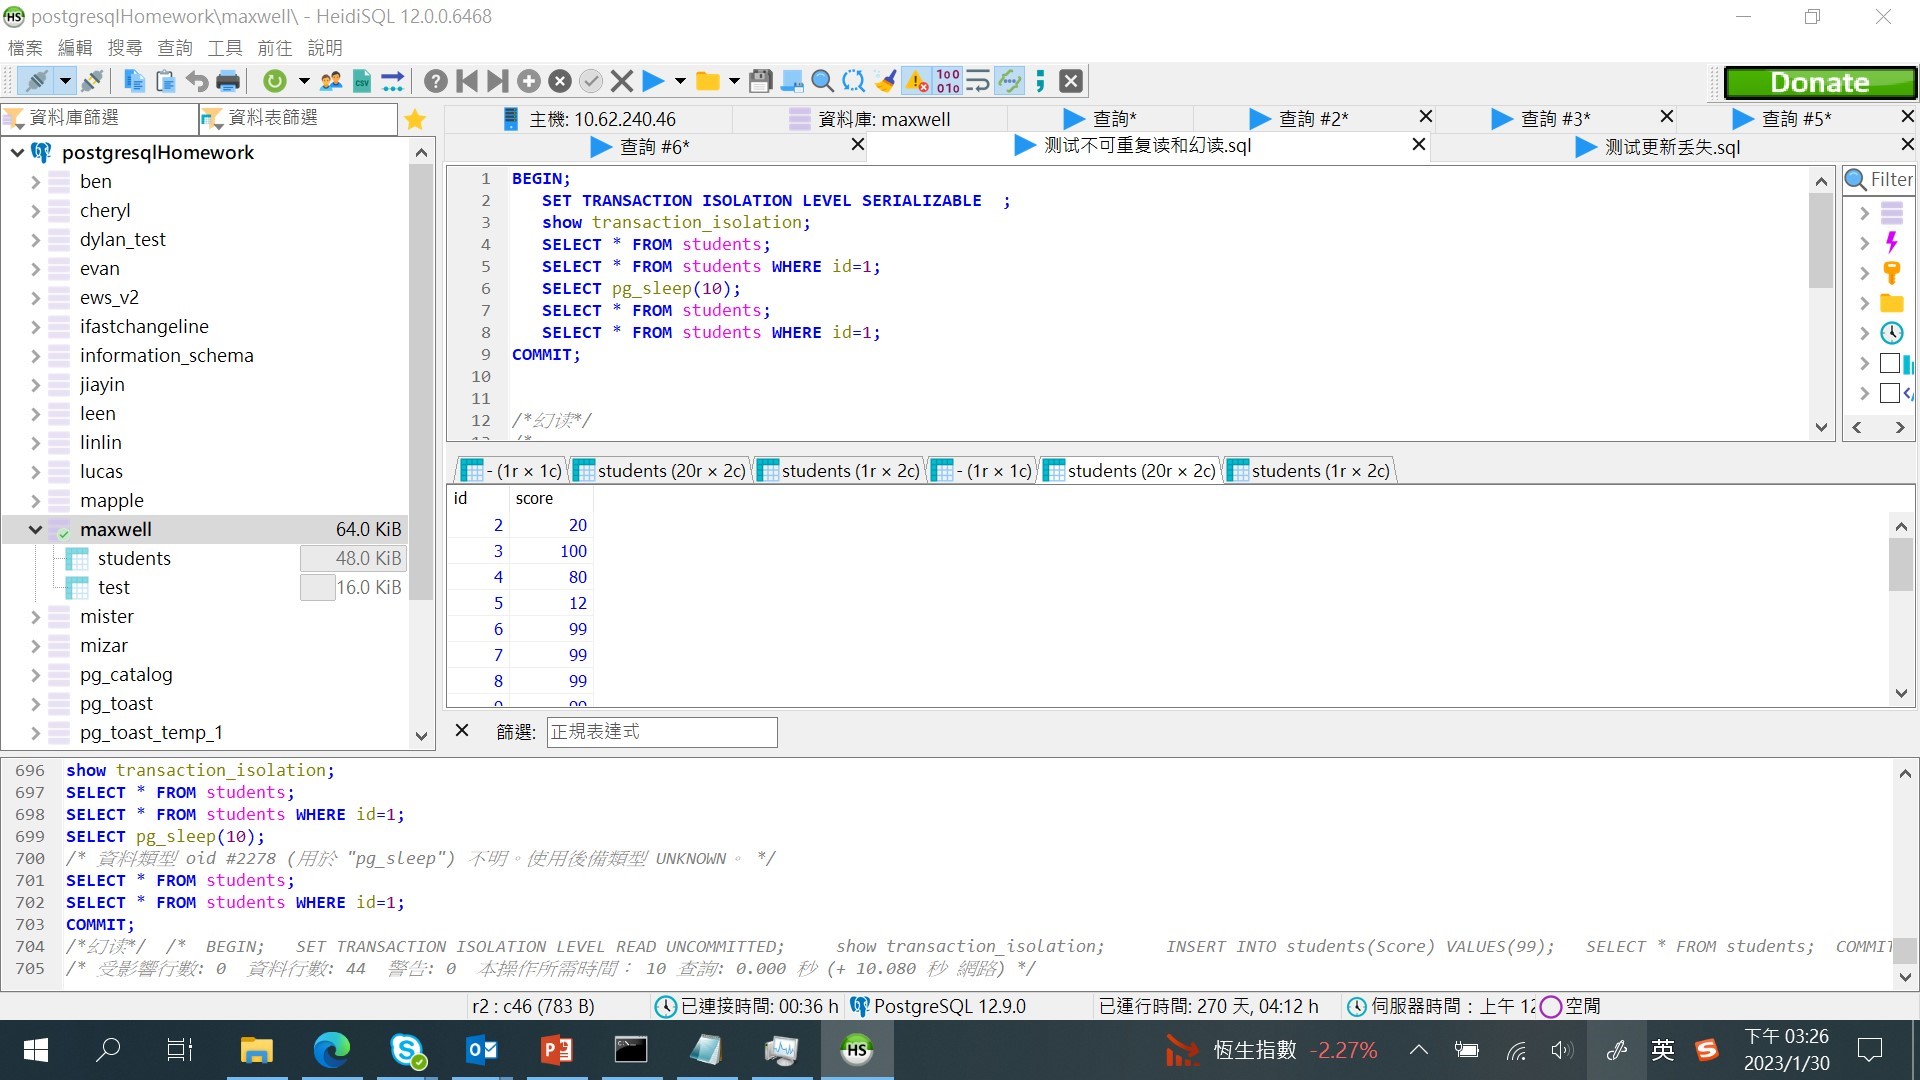 postgresqlHomework\maxwell\ - HeidiSQL 12.0.0.6468
檔案 編輯 搜尋 查詢 工具 前往 說明
Donate
資料庫篩選 資料表篩選
主機: 10.62.240.46 資料庫: maxwell 查詢* 查詢 #2* 查詢 #3* 查詢 #5*
查詢 #6* 测试不可重复读和幻读.sql 测试更新丢失.sql
postgresqlHomework
ben
cheryl
dylan_test
evan
ews_v2
ifastchangeline
information_schema
jiayin
leen
linlin
lucas
mapple
maxwell 64.0 KiB
students 48.0 KiB
test 16.0 KiB
mister
mizar
pg_catalog
pg_toast
pg_toast_temp_1
1 BEGIN;
2 SET TRANSACTION ISOLATION LEVEL SERIALIZABLE ;
3 show transaction_isolation;
4 SELECT * FROM students;
5 SELECT * FROM students WHERE id=1;
6 SELECT pg_sleep(10);
7 SELECT * FROM students;
8 SELECT * FROM students WHERE id=1;
9 COMMIT;
10
11
12 /*幻读*/
Filter
- (1r × 1c) students (20r × 2c) students (1r × 2c) - (1r × 1c) students (20r × 2c) students (1r × 2c)
id score
2 20
3 100
4 80
5 12
6 99
7 99
8 99
篩選: 正規表達式
696 show transaction_isolation;
697 SELECT * FROM students;
698 SELECT * FROM students WHERE id=1;
699 SELECT pg_sleep(10);
700 /* 資料類型 oid #2278 (用於 "pg_sleep") 不明。使用後備類型 UNKNOWN。 */
701 SELECT * FROM students;
702 SELECT * FROM students WHERE id=1;
703 COMMIT;
704 /*幻读*/ /* BEGIN; SET TRANSACTION ISOLATION LEVEL READ UNCOMMITTED; show transaction_isolation; INSERT INTO students(Score) VALUES(99); SELECT * FROM students; COMMIT
705 /* 受影響行數: 0 資料行數: 44 警告: 0 本操作所需時間: 10 查詢: 0.000 秒 (+ 10.080 秒 網路) */
r2 : c46 (783 B) 已連接時間: 00:36 h PostgreSQL 12.9.0 已運行時間: 270 天, 04:12 h 伺服器時間：上午 12 空閒
恆生指數 -2.27% 英 下午 03:26
2023/1/30